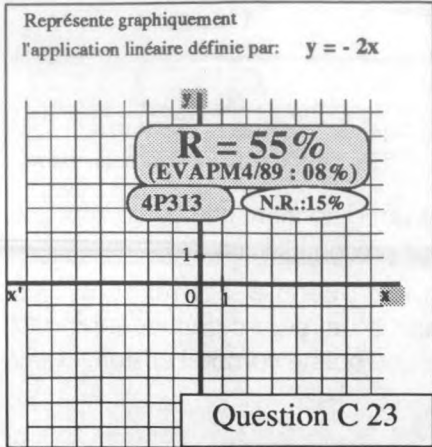 Représente graphiquement
l'application linéaire définie par: y = - 2x
y
R = 55%
(EVAPM4/89 : 08%)
4P313 N.R.:15%
1
x' 0 1 x
Question C 23